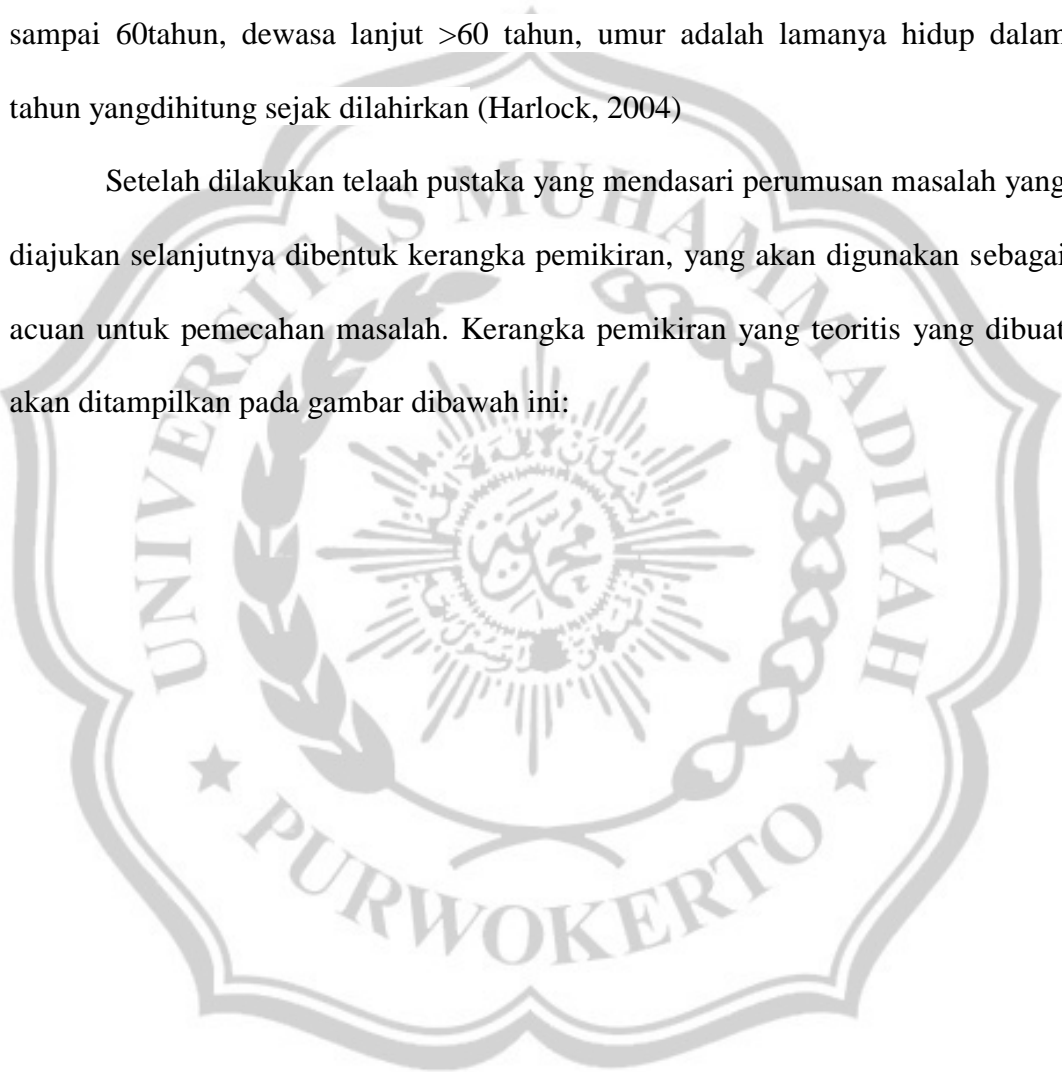 sampai 60tahun, dewasa lanjut >60 tahun, umur adalah lamanya hidup dalam
tahun yangdihitung sejak dilahirkan (Harlock, 2004)
Setelah dilakukan telaah pustaka yang mendasari perumusan masalah yang
diajukan selanjutnya dibentuk kerangka pemikiran, yang akan digunakan sebagai
acuan untuk pemecahan masalah. Kerangka pemikiran yang teoritis yang dibuat
akan ditampilkan pada gambar dibawah ini:
UNIVERSITAS MUHAMMADIYAH
PURWOKERTO